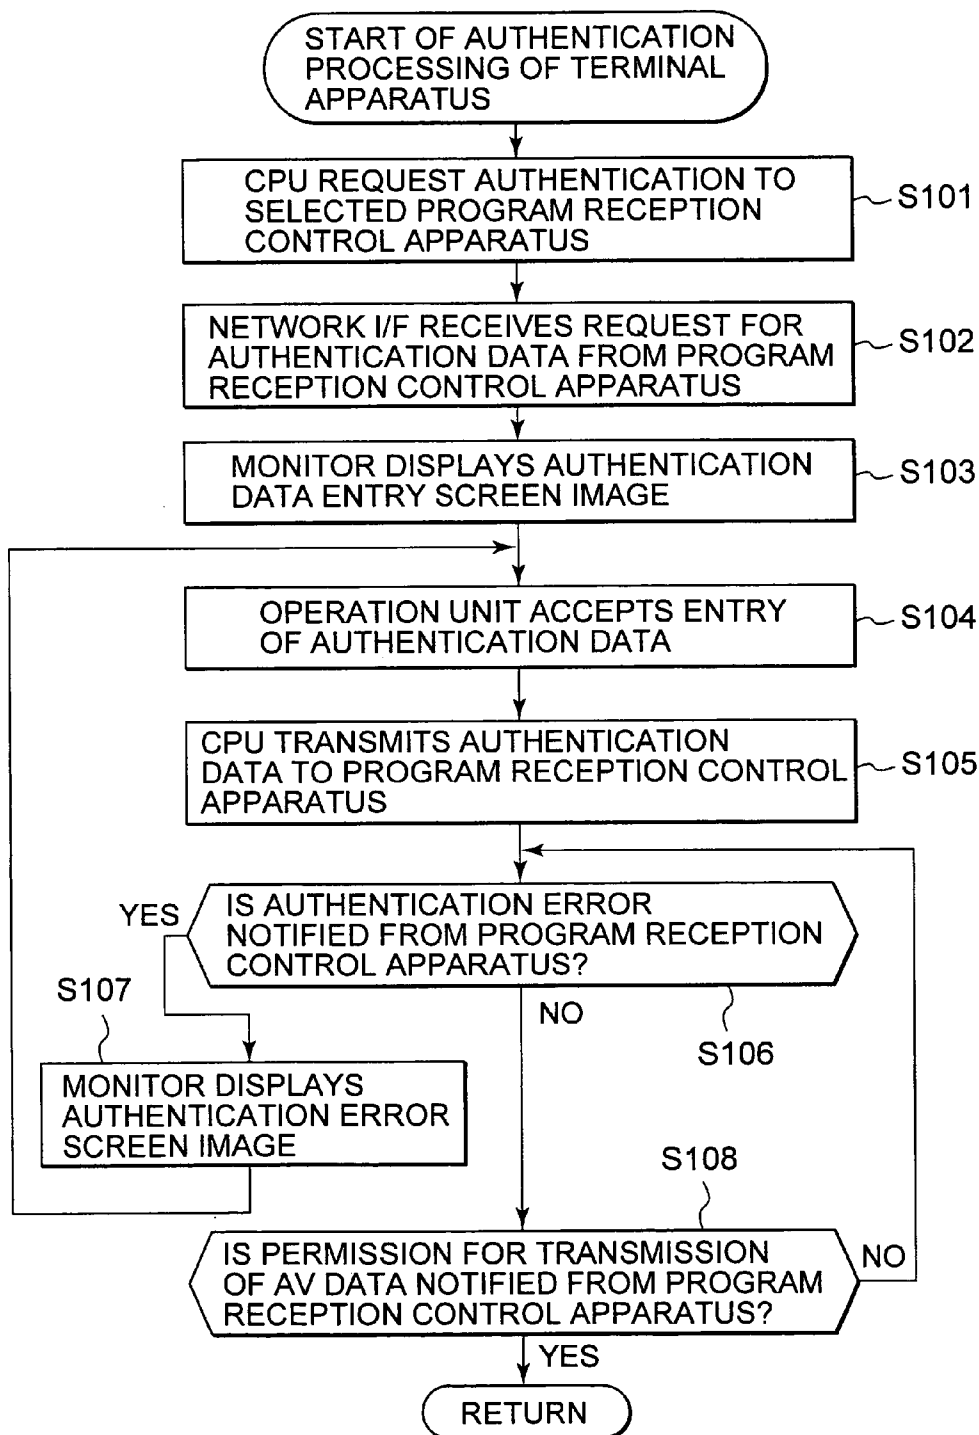 START OF AUTHENTICATION
PROCESSING OF TERMINAL
APPARATUS
CPU REQUEST AUTHENTICATION TO
SELECTED PROGRAM RECEPTION
CONTROL APPARATUS
S101
NETWORK I/F RECEIVES REQUEST FOR
AUTHENTICATION DATA FROM PROGRAM
RECEPTION CONTROL APPARATUS
S102
MONITOR DISPLAYS AUTHENTICATION
DATA ENTRY SCREEN IMAGE
S103
OPERATION UNIT ACCEPTS ENTRY
OF AUTHENTICATION DATA
S104
CPU TRANSMITS AUTHENTICATION
DATA TO PROGRAM RECEPTION CONTROL
APPARATUS
S105
YES
IS AUTHENTICATION ERROR
NOTIFIED FROM PROGRAM RECEPTION
CONTROL APPARATUS?
S107
NO
S106
MONITOR DISPLAYS
AUTHENTICATION ERROR
SCREEN IMAGE
S108
IS PERMISSION FOR TRANSMISSION
OF AV DATA NOTIFIED FROM PROGRAM
RECEPTION CONTROL APPARATUS?
NO
YES
RETURN